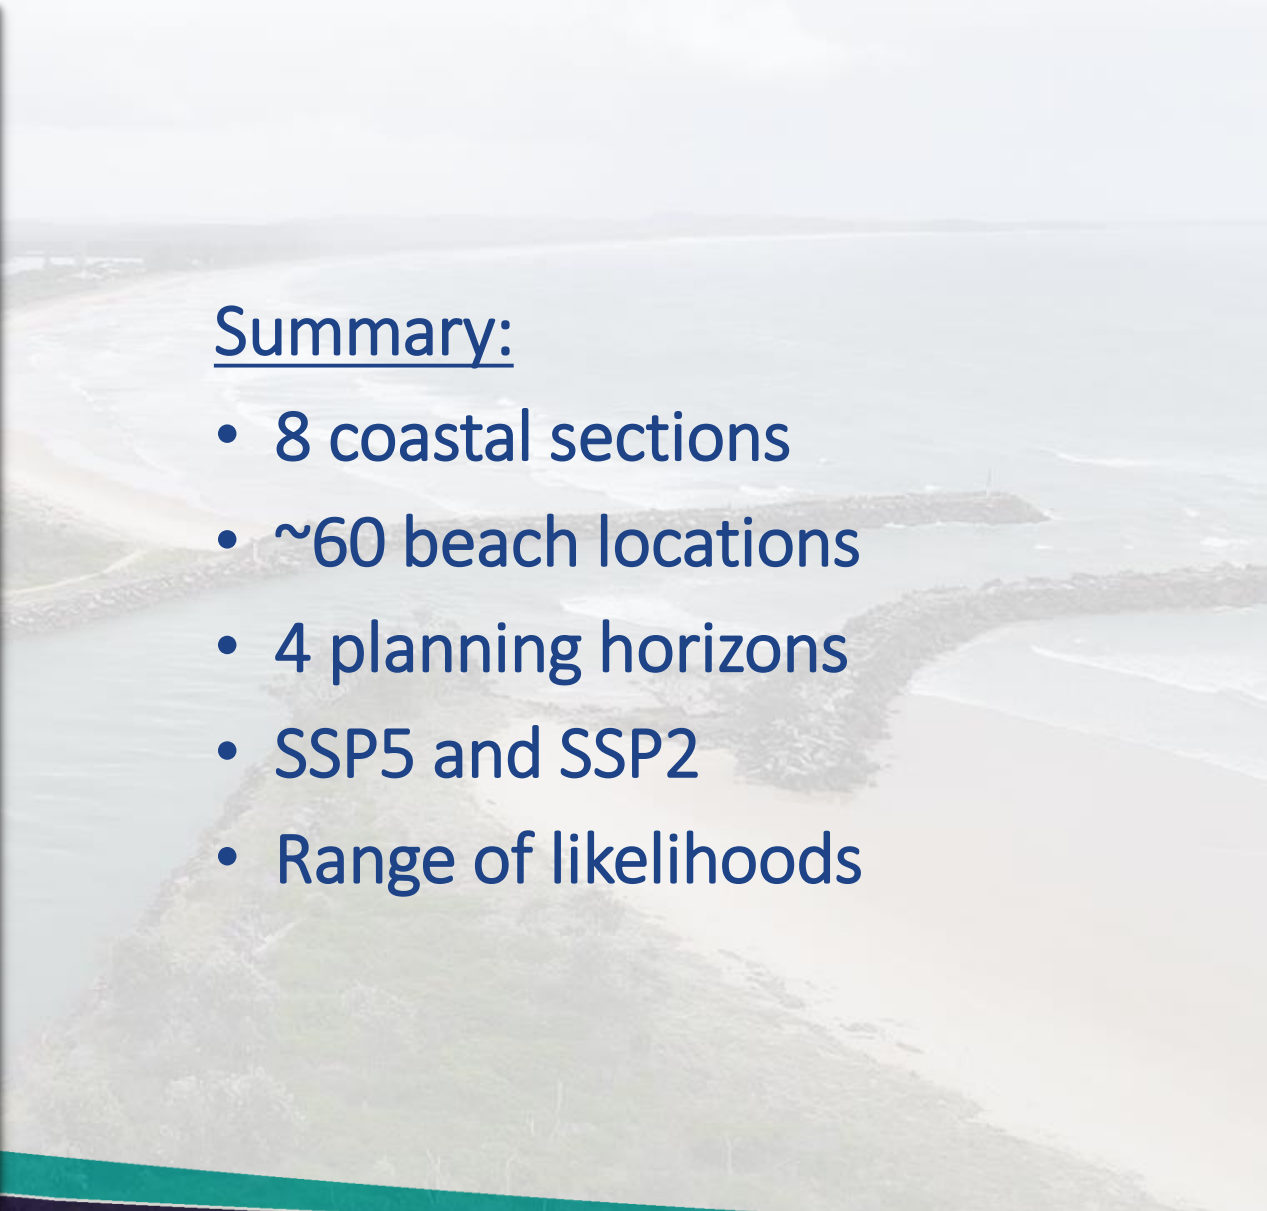 Summary:
• 8 coastal sections
• ~60 beach locations
• 4 planning horizons
• SSP5 and SSP2
• Range of likelihoods